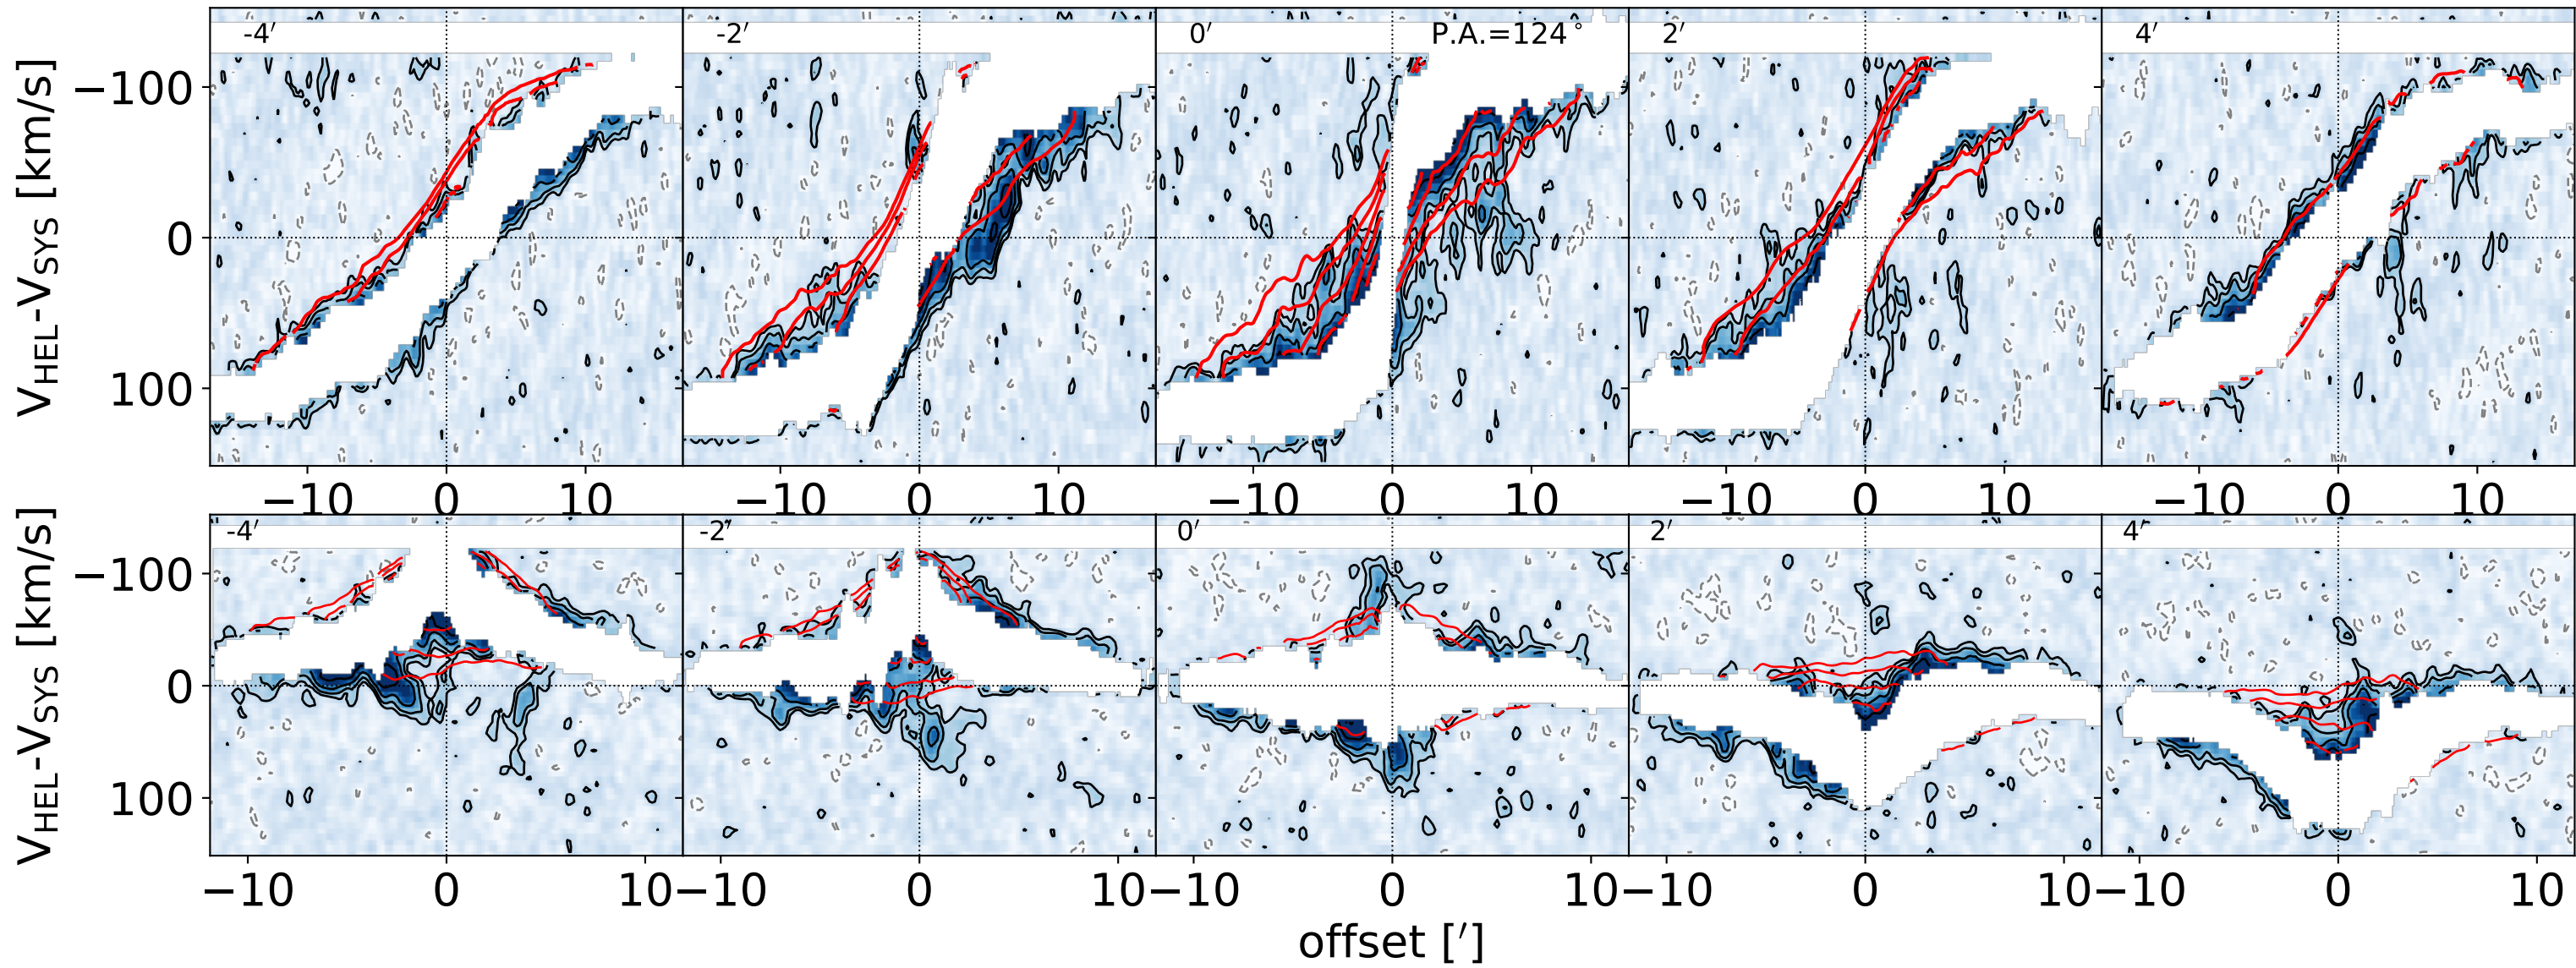 -4′ -2′ 0′ P.A.=124° 2′ 4′
−100
0
100
V_HEL-V_SYS [km/s]
−10 0 10 −10 0 10 −10 0 10 −10 0 10 −10 0 10
-4′ -2′ 0′ 2′ 4′
−100
0
100
V_HEL-V_SYS [km/s]
−10 0 10 −10 0 10 −10 0 10 −10 0 10 −10 0 10
offset [′]